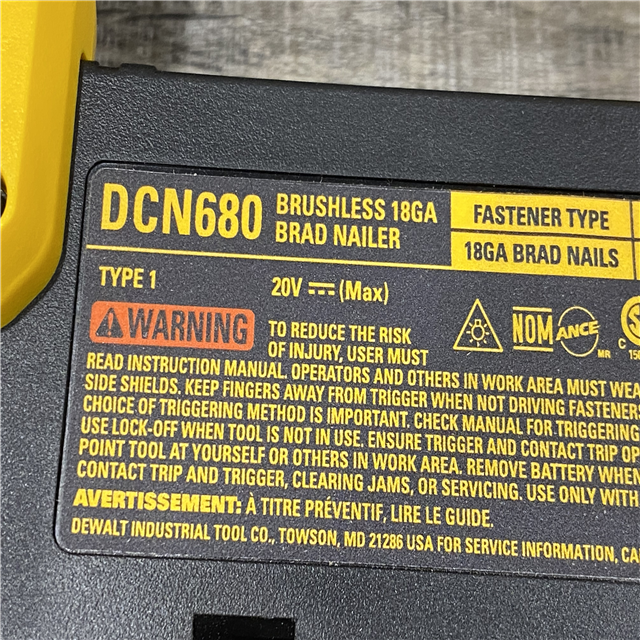 DCN680 BRUSHLESS 18GA
BRAD NAILER
FASTENER TYPE
18GA BRAD NAILS
TYPE 1
20V (Max)
WARNING
TO REDUCE THE RISK
OF INJURY, USER MUST
NOM
ANCE
MR
C
READ INSTRUCTION MANUAL. OPERATORS AND OTHERS IN WORK AREA MUST WEA
SIDE SHIELDS. KEEP FINGERS AWAY FROM TRIGGER WHEN NOT DRIVING FASTENERS
CHOICE OF TRIGGERING METHOD IS IMPORTANT. CHECK MANUAL FOR TRIGGERING
USE LOCK-OFF WHEN TOOL IS NOT IN USE. ENSURE TRIGGER AND CONTACT TRIP OP
POINT TOOL AT YOURSELF OR OTHERS IN WORK AREA. REMOVE BATTERY WHEN
CONTACT TRIP AND TRIGGER, CLEARING JAMS, OR SERVICING. USE ONLY WITH
AVERTISSEMENT: À TITRE PRÉVENTIF, LIRE LE GUIDE.
DEWALT INDUSTRIAL TOOL CO., TOWSON, MD 21286 USA FOR SERVICE INFORMATION, CA